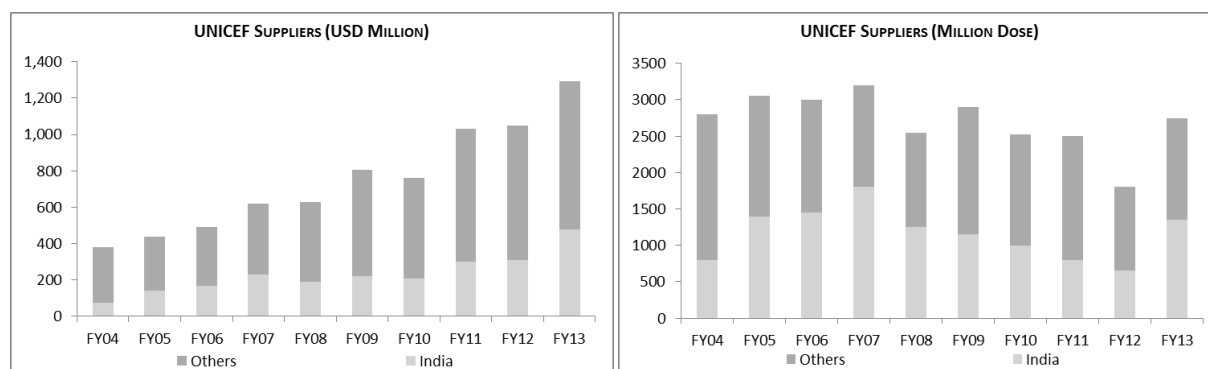 UNICEF SUPPLIERS (USD MILLION)
1,400
1,200
1,000
800
600
400
200
0
FY04 FY05 FY06 FY07 FY08 FY09 FY10 FY11 FY12 FY13
Others India
UNICEF SUPPLIERS (MILLION DOSE)
3500
3000
2500
2000
1500
1000
500
0
FY04 FY05 FY06 FY07 FY08 FY09 FY10 FY11 FY12 FY13
Others India